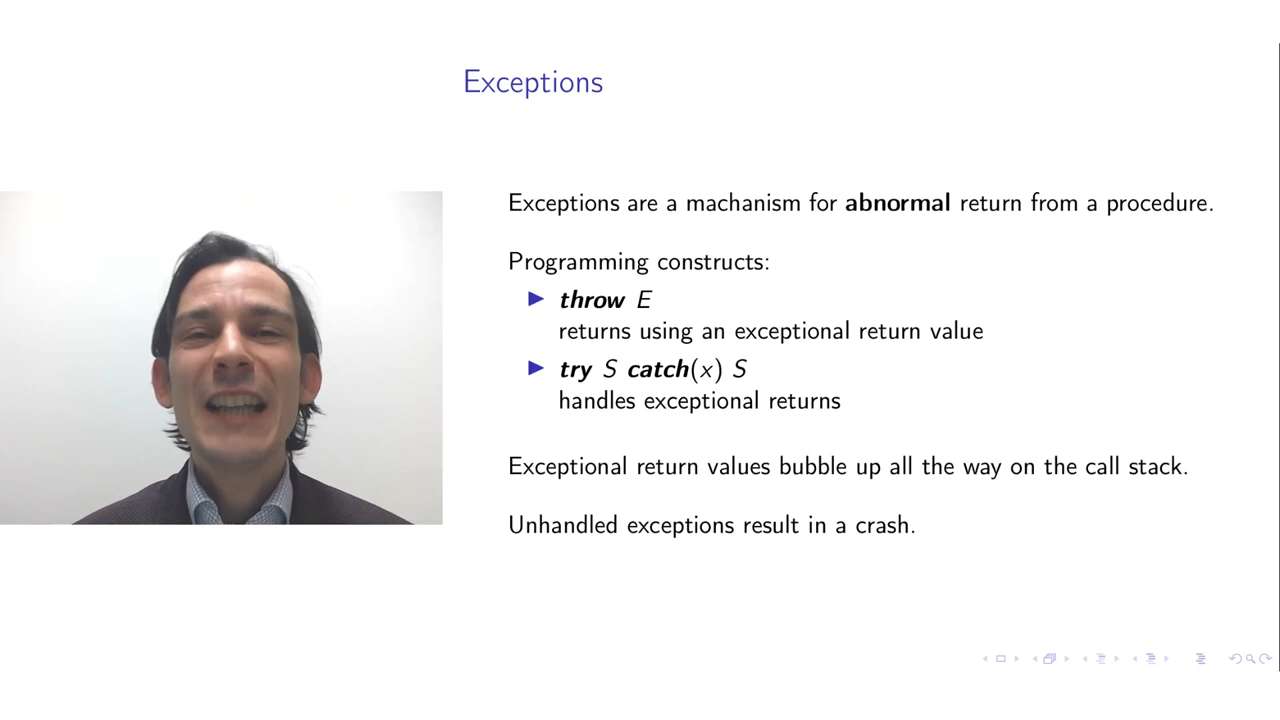 Exceptions
Exceptions are a machanism for abnormal return from a procedure.
Programming constructs:
throw E
returns using an exceptional return value
try S catch(x) S
handles exceptional returns
Exceptional return values bubble up all the way on the call stack.
Unhandled exceptions result in a crash.